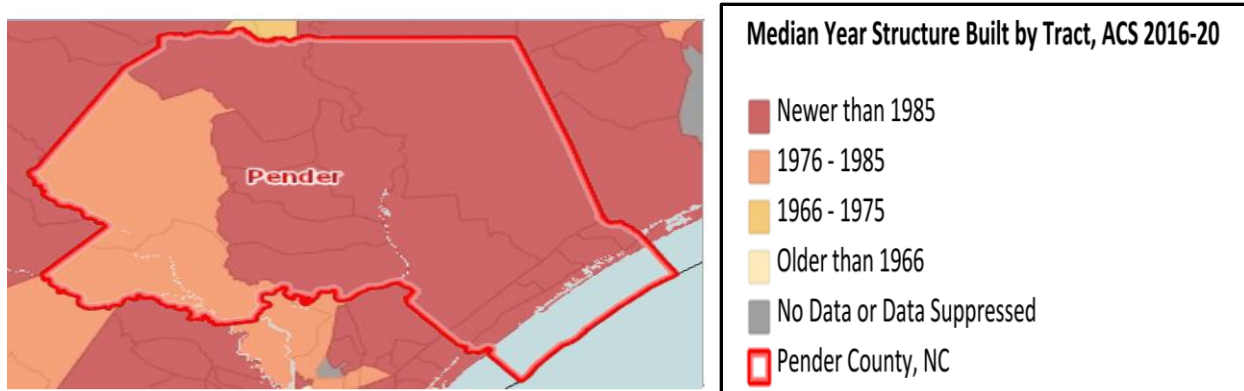 Pender
Median Year Structure Built by Tract, ACS 2016-20
Newer than 1985
1976 - 1985
1966 - 1975
Older than 1966
No Data or Data Suppressed
Pender County, NC